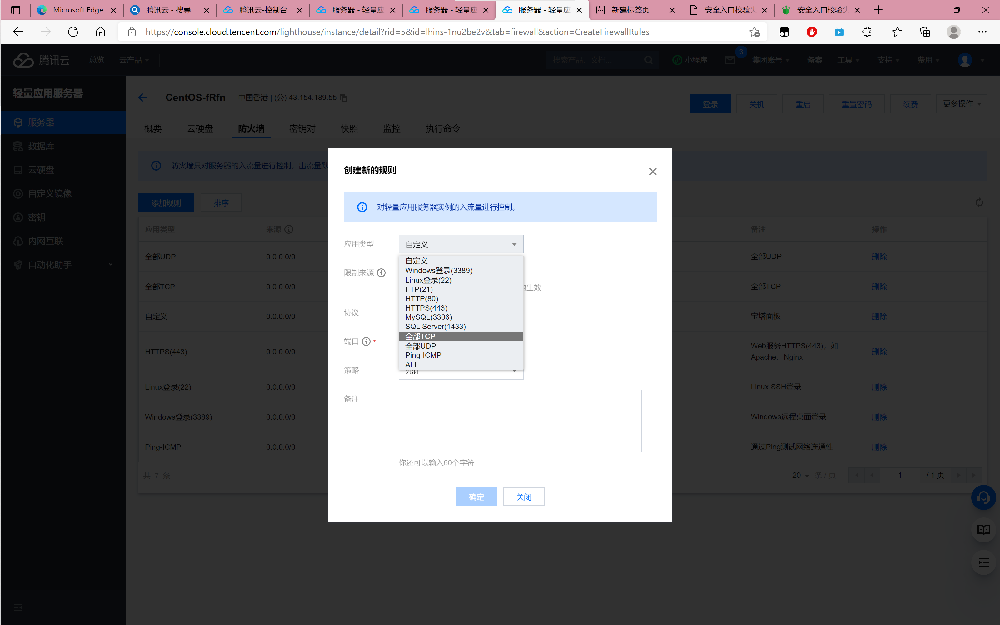 Microsoft Edge
腾讯云 - 搜尋
腾讯云-控制台
服务器 - 轻量应
服务器 - 轻量应
服务器 - 轻量应
新建标签页
安全入口校验失
安全入口校验失
https://console.cloud.tencent.com/lighthouse/instance/detail?rid=5&id=lhins-1nu2be2v&tab=firewall&action=CreateFirewallRules
腾讯云
总览
云产品
搜索产品、文档...
小程序
3
集团账号
备案
工具
支持
费用
轻量应用服务器
服务器
数据库
云硬盘
自定义镜像
密钥
内网互联
自动化助手
CentOS-fRfn
中国香港 | (公) 43.154.189.55
登录
关机
重启
重置密码
续费
更多操作
概要
云硬盘
防火墙
密钥对
快照
监控
执行命令
防火墙只对服务器的入流量进行控制，出流量默
添加规则
排序
应用类型
来源
备注
操作
全部UDP
0.0.0.0/0
全部UDP
删除
全部TCP
0.0.0.0/0
全部TCP
删除
自定义
0.0.0.0/0
宝塔面板
删除
HTTPS(443)
0.0.0.0/0
Web服务HTTPS(443)，如
Apache、Nginx
删除
Linux登录(22)
0.0.0.0/0
Linux SSH登录
删除
Windows登录(3389)
0.0.0.0/0
Windows远程桌面登录
删除
Ping-ICMP
0.0.0.0/0
通过Ping测试网络连通性
删除
共 7 条
20
条 / 页
1
/ 1 页
创建新的规则
对轻量应用服务器实例的入流量进行控制。
应用类型
自定义
自定义
Windows登录(3389)
Linux登录(22)
FTP(21)
HTTP(80)
HTTPS(443)
MySQL(3306)
SQL Server(1433)
全部TCP
全部UDP
Ping-ICMP
ALL
限制来源
生效
协议
端口 *
策略
允许
备注
你还可以输入60个字符
确定
关闭